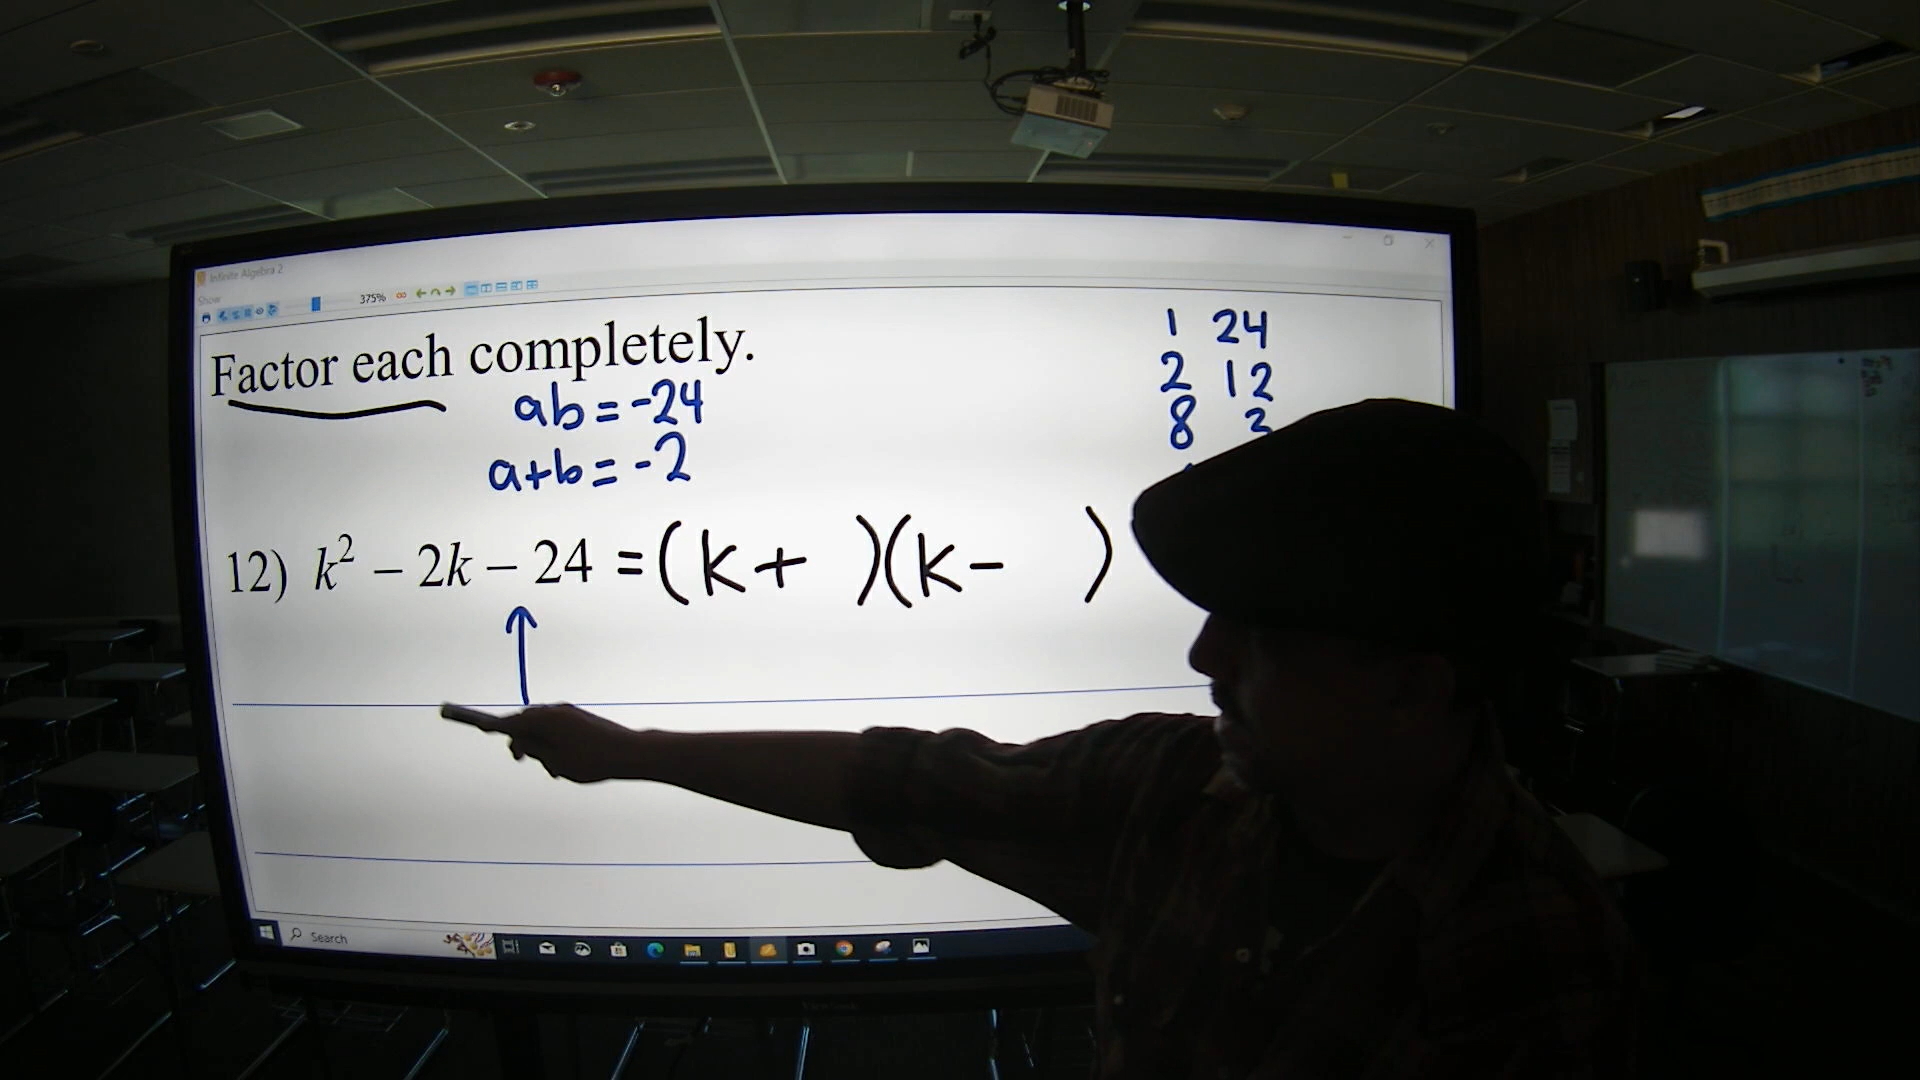 Infinite Algebra 2
Show
375%
Factor each completely.
ab = -24
a+b = -2
1 24
2 12
8 3
12) k² – 2k – 24 = (k + )(k - )
Search